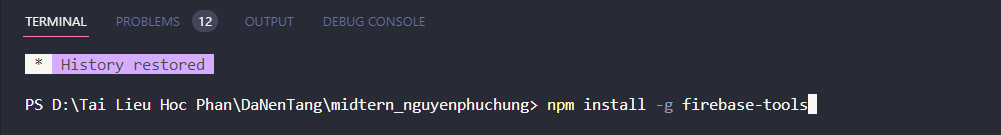 TERMINAL PROBLEMS 12 OUTPUT DEBUG CONSOLE
* History restored
PS D:\Tai Lieu Hoc Phan\DaNenTang\midtern_nguyenphuchung> npm install -g firebase-tools